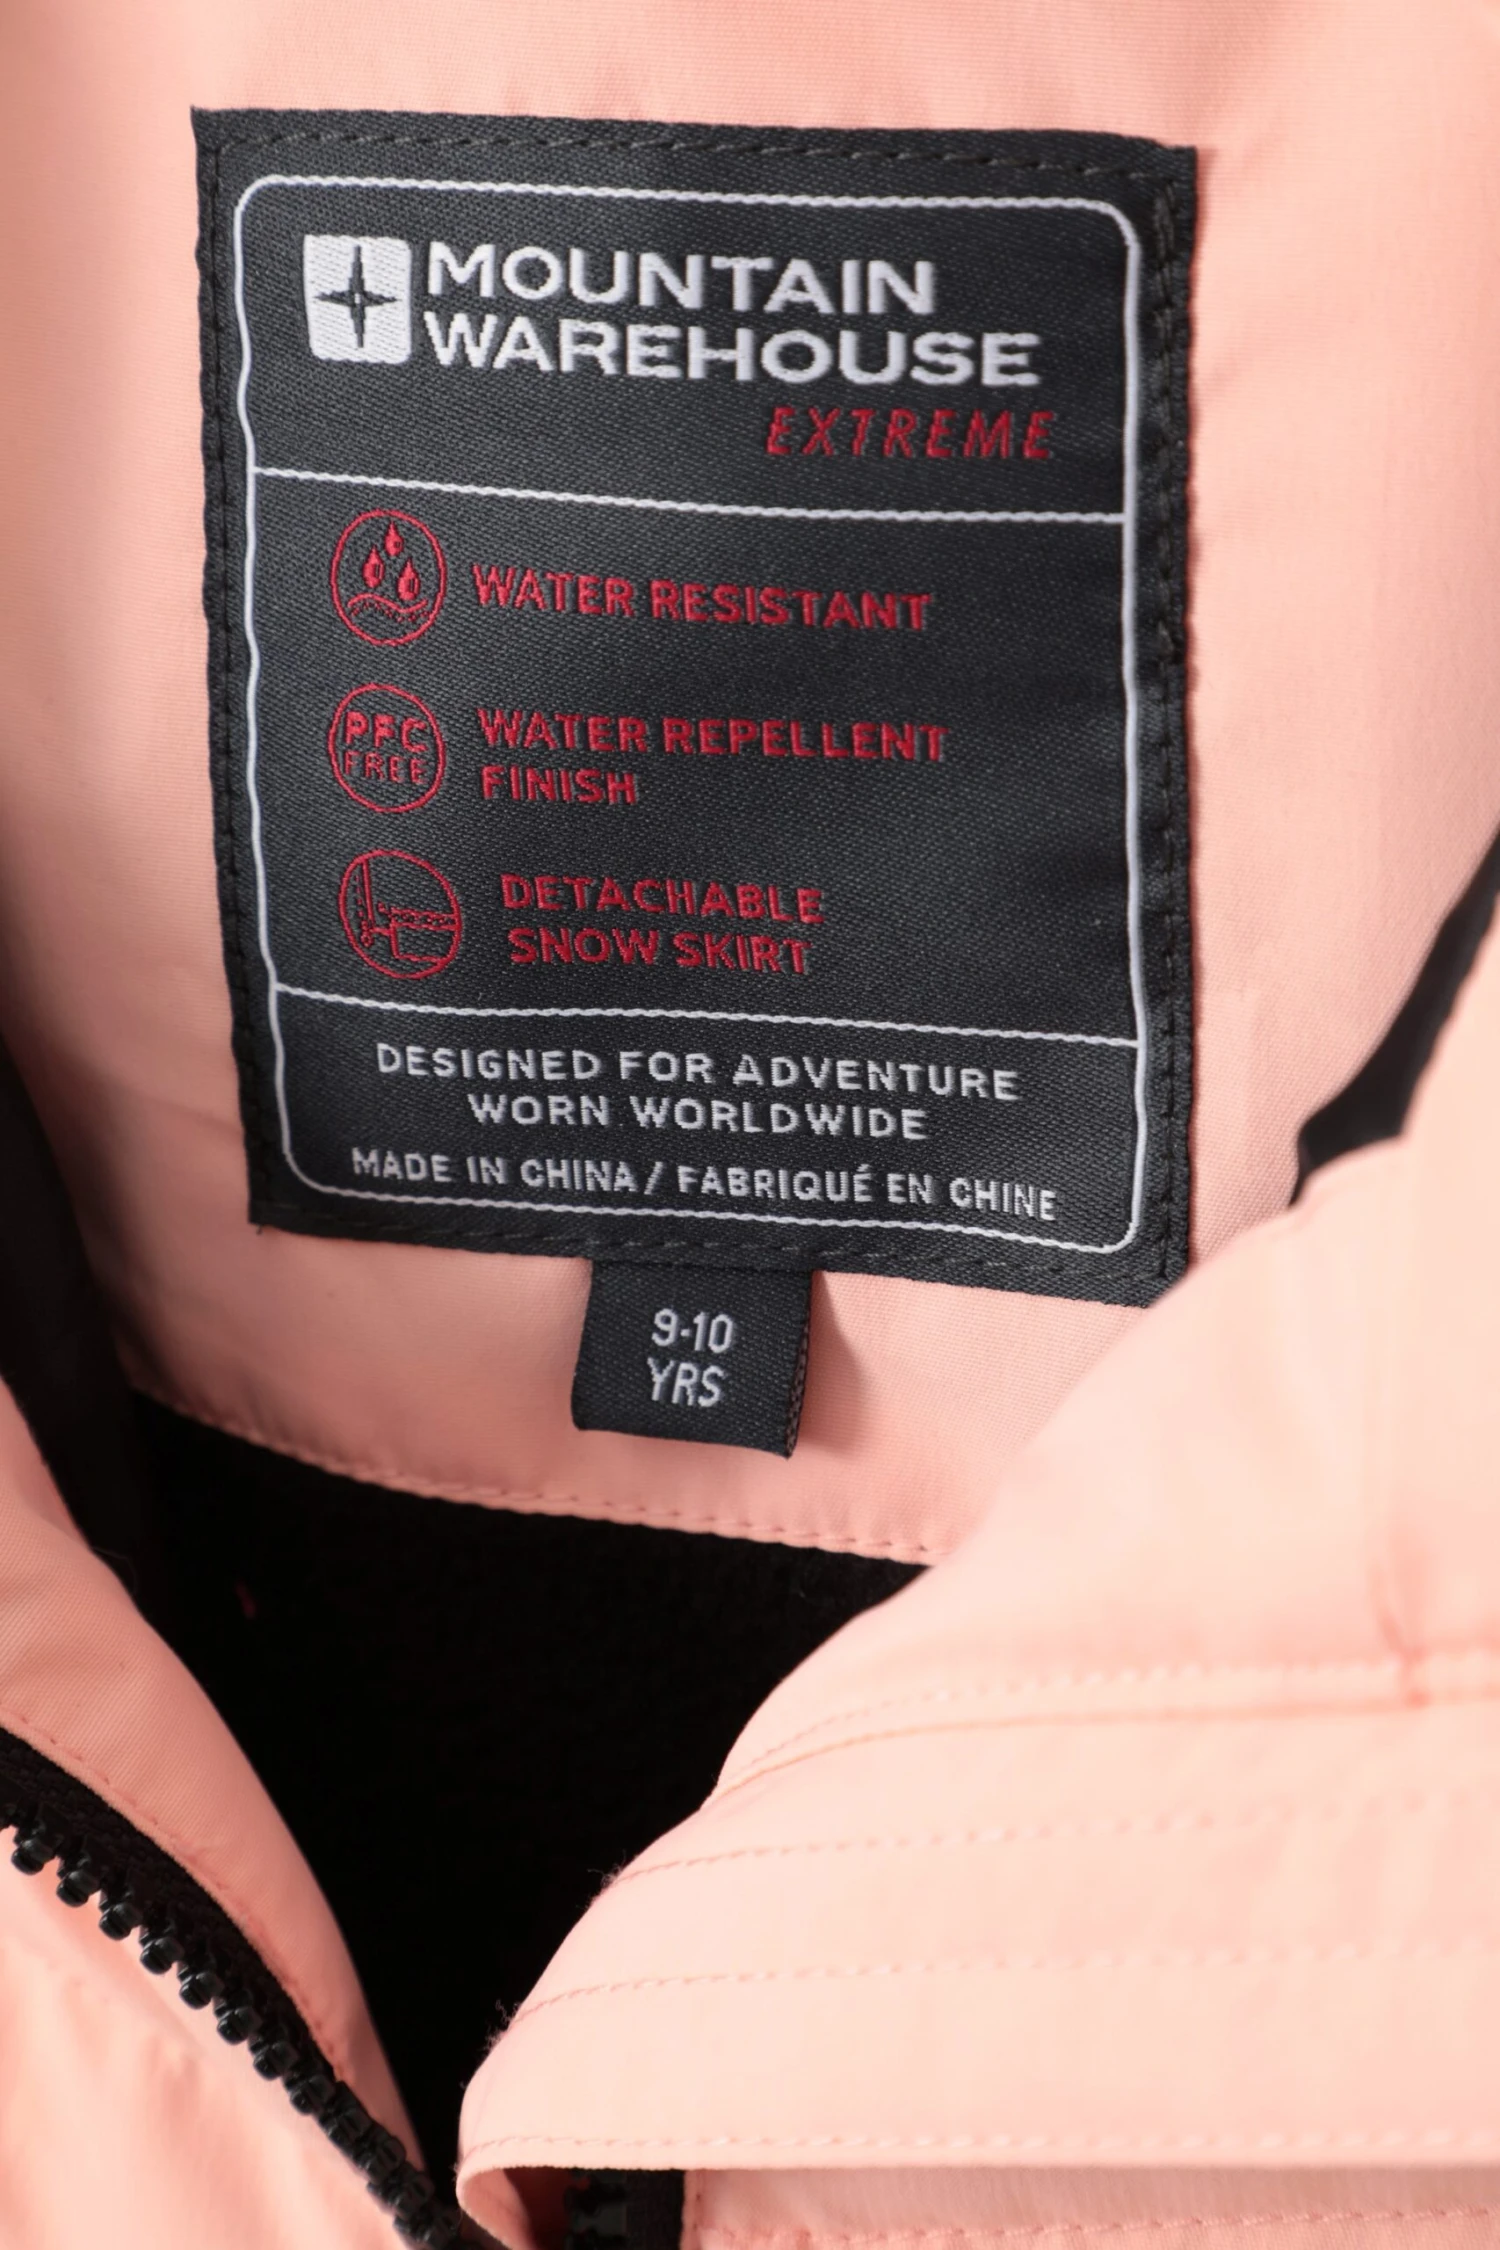 MOUNTAIN
WAREHOUSE
EXTREME
WATER RESISTANT
PFC
FREE
WATER REPELLENT
FINISH
DETACHABLE
SNOW SKIRT
DESIGNED FOR ADVENTURE
WORN WORLDWIDE
MADE IN CHINA / FABRIQUÉ EN CHINE
9-10
YRS